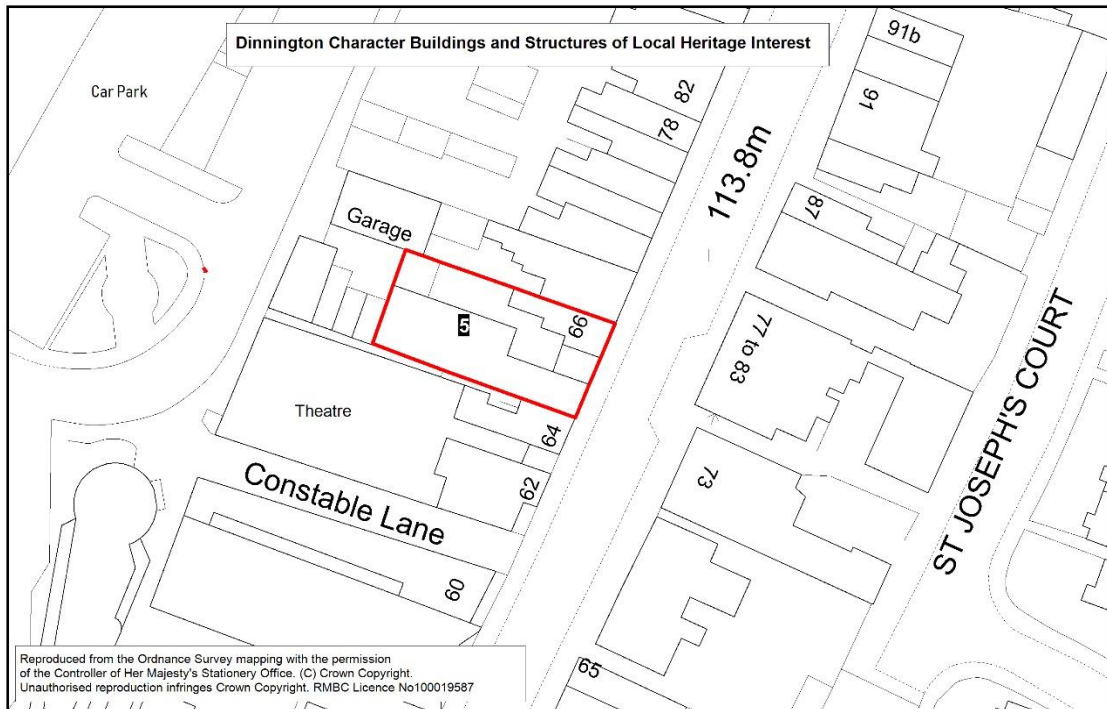 Dinnington Character Buildings and Structures of Local Heritage Interest
91b
Car Park
82
91
78
113.8m
87
Garage
66
5
77 to 83
Theatre
64
ST JOSEPH'S COURT
73
62
Constable Lane
60
65
Reproduced from the Ordnance Survey mapping with the permission
of the Controller of Her Majesty's Stationery Office. (C) Crown Copyright.
Unauthorised reproduction infringes Crown Copyright. RMBC Licence No100019587